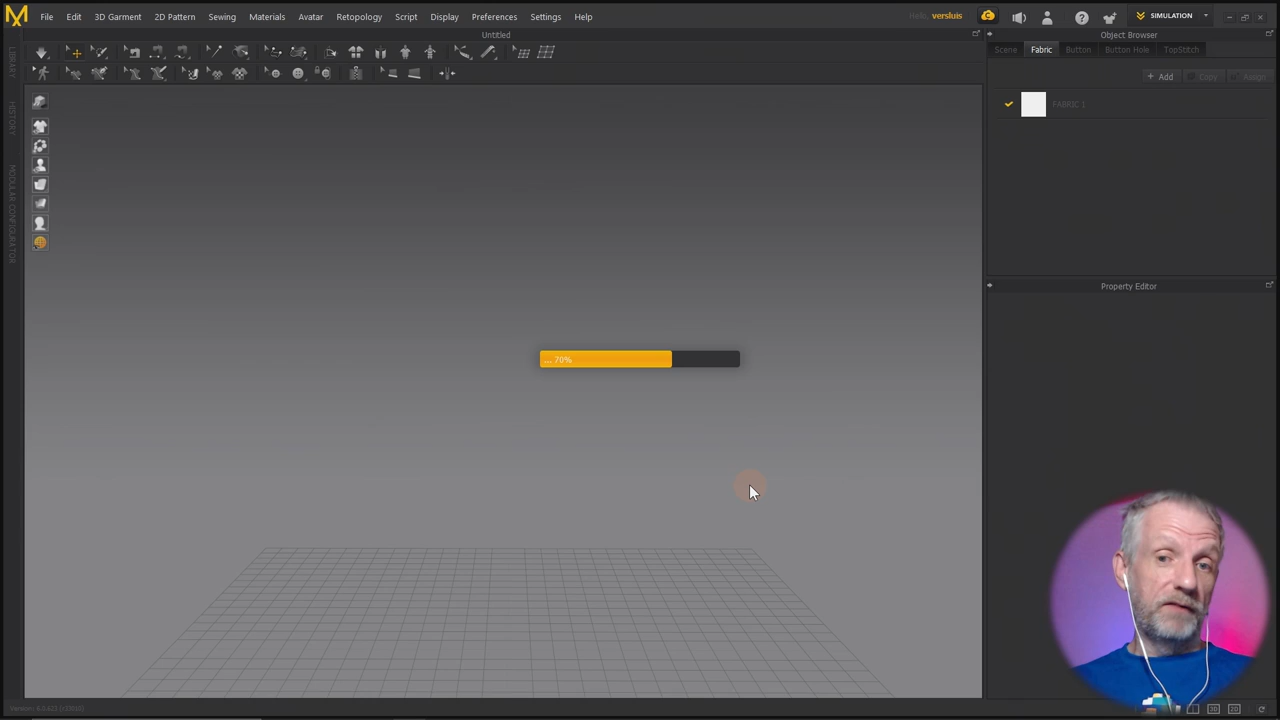 File Edit 3D Garment 2D Pattern Sewing Materials Avatar Retopology Script Display Preferences Settings Help
Hello, versluis
SIMULATION
Untitled
Object Browser
Scene Fabric Button Button Hole TopStitch
+ Add Copy Assign
FABRIC 1
LIBRARY
HISTORY
MODULAR CONFIGURATOR
... 70%
Property Editor
3D 2D